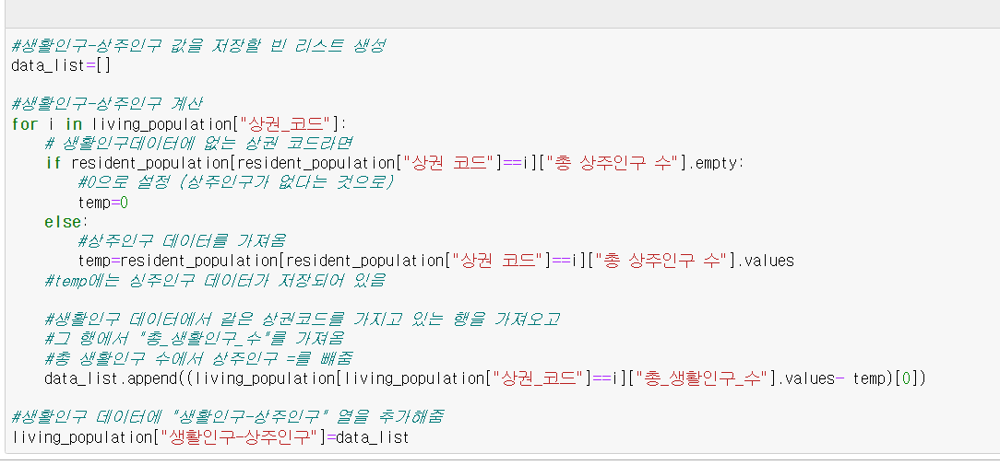 #생활인구-상주인구 값을 저장할 빈 리스트 생성
data_list=[]
#생활인구-상주인구 계산
for i in living_population["상권_코드"]:
# 생활인구데이터에 없는 상권 코드라면
if resident_population[resident_population["상권 코드"]==i]["총 상주인구 수"].empty:
#0으로 설정 (상주인구가 없다는 것으로)
temp=0
else:
#상주인구 데이터를 가져옴
temp=resident_population[resident_population["상권 코드"]==i]["총 상주인구 수"].values
#temp에는 싱주인구 데이터가 저장되어 있음
#생활인구 데이터에서 같은 상권코드를 가지고 있는 행을 가져오고
#그 행에서 "총_생활인구_수"를 가져옴
#총 생활인구 수에서 상주인구 =를 빼줌
data_list.append((living_population[living_population["상권_코드"]==i]["총_생활인구_수"].values- temp)[0])
#생활인구 데이터에 "생활인구-상주인구" 열을 추가해줌
living_population["생활인구-상주인구"]=data_list